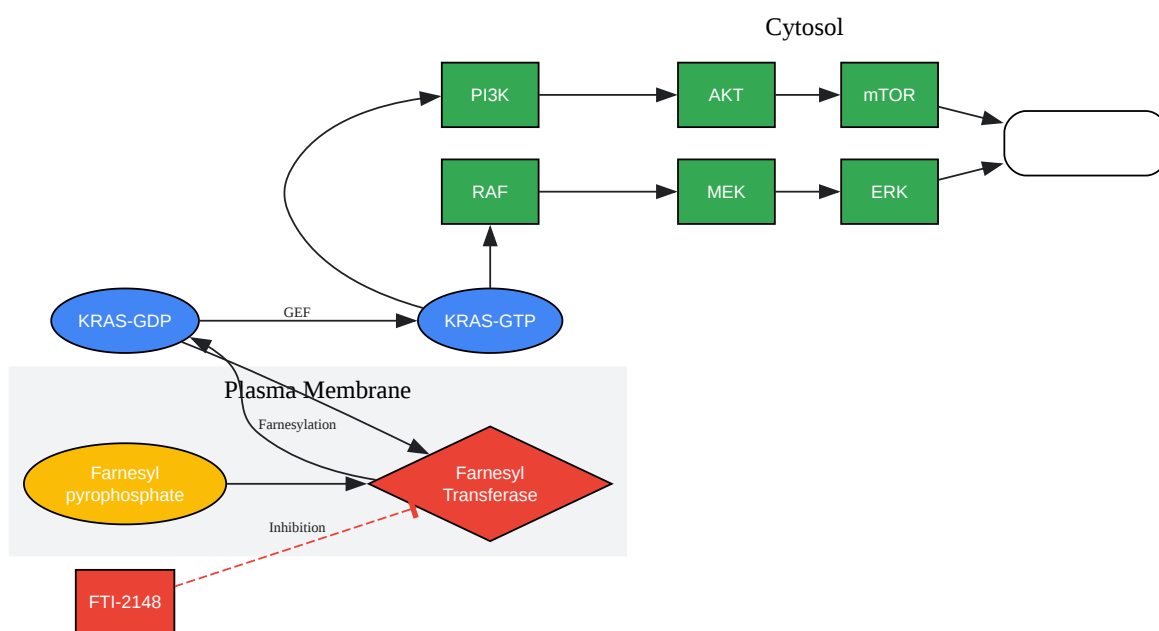 Cytosol
PI3K
AKT
mTOR
RAF
MEK
ERK
KRAS-GDP
GEF
KRAS-GTP
Plasma Membrane
Farnesylation
Farnesyl
pyrophosphate
Farnesyl
Transferase
Inhibition
FTI-2148